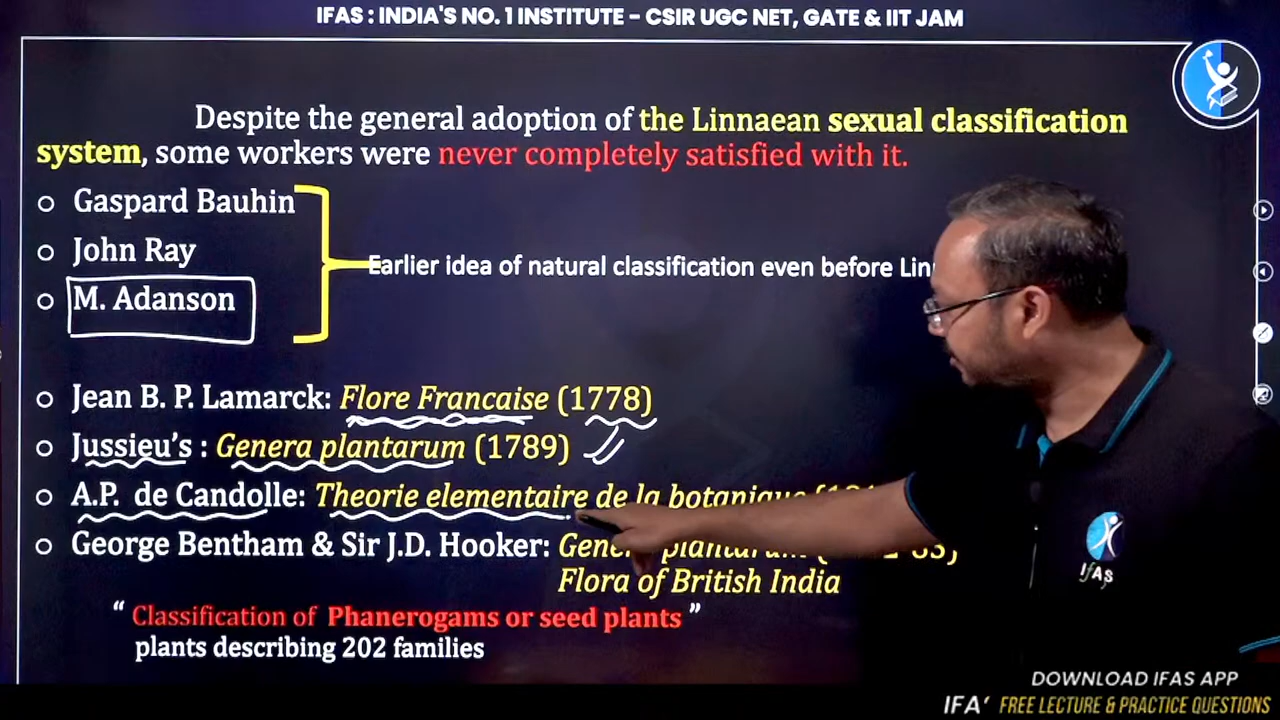 IFAS : INDIA'S NO. 1 INSTITUTE – CSIR UGC NET, GATE & IIT JAM
Despite the general adoption of the Linnaean sexual classification
system, some workers were never completely satisfied with it.
Gaspard Bauhin
John Ray
M. Adanson
Earlier idea of natural classification even before
Jean B. P. Lamarck: Flore Francaise (1778)
Jussieu's : Genera plantarum (1789)
A.P. de Candolle: Theorie elementaire de la botanique
George Bentham & Sir J.D. Hooker:
Flora of British India
“ Classification of Phanerogams or seed plants ”
plants describing 202 families
IFAS
DOWNLOAD IFAS APP
IFA' FREE LECTURE & PRACTICE QUESTIONS